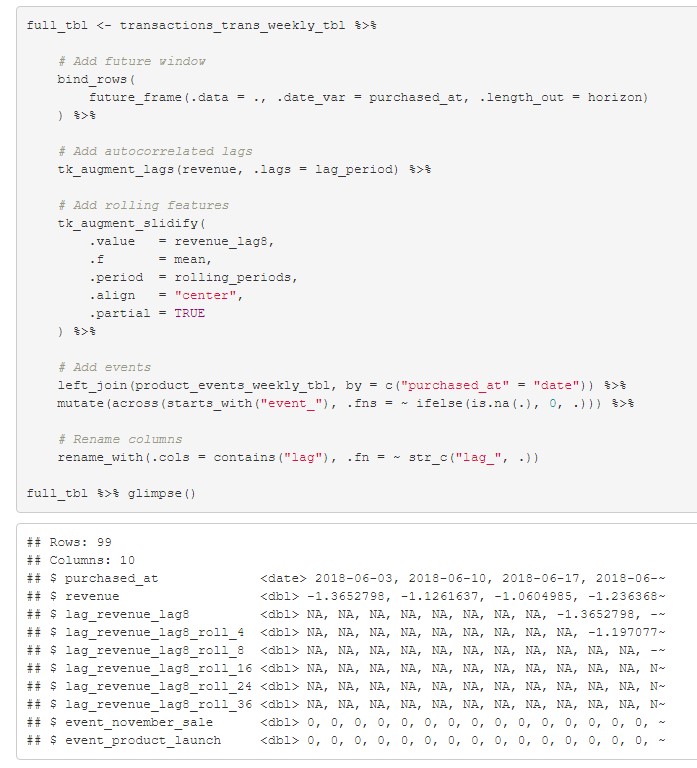 full_tbl <- transactions_trans_weekly_tbl %>%
# Add future window
bind_rows(
future_frame(.data = ., .date_var = purchased_at, .length_out = horizon)
) %>%
# Add autocorrelated lags
tk_augment_lags(revenue, .lags = lag_period) %>%
# Add rolling features
tk_augment_slidify(
.value   = revenue_lag8,
.f       = mean,
.period  = rolling_periods,
.align   = "center",
.partial = TRUE
) %>%
# Add events
left_join(product_events_weekly_tbl, by = c("purchased_at" = "date")) %>%
mutate(across(starts_with("event_"), .fns = ~ ifelse(is.na(.), 0, .))) %>%
# Rename columns
rename_with(.cols = contains("lag"), .fn = ~ str_c("lag_", .))
full_tbl %>% glimpse()
## Rows: 99
## Columns: 10
## $ purchased_at             <date> 2018-06-03, 2018-06-10, 2018-06-17, 2018-06-~
## $ revenue                  <dbl> -1.3652798, -1.1261637, -1.0604985, -1.236368~
## $ lag_revenue_lag8         <dbl> NA, NA, NA, NA, NA, NA, NA, NA, -1.3652798, -~
## $ lag_revenue_lag8_roll_4  <dbl> NA, NA, NA, NA, NA, NA, NA, NA, NA, -1.197077~
## $ lag_revenue_lag8_roll_8  <dbl> NA, NA, NA, NA, NA, NA, NA, NA, NA, NA, NA, -~
## $ lag_revenue_lag8_roll_16 <dbl> NA, NA, NA, NA, NA, NA, NA, NA, NA, NA, NA, N~
## $ lag_revenue_lag8_roll_24 <dbl> NA, NA, NA, NA, NA, NA, NA, NA, NA, NA, NA, N~
## $ lag_revenue_lag8_roll_36 <dbl> NA, NA, NA, NA, NA, NA, NA, NA, NA, NA, NA, N~
## $ event_november_sale      <dbl> 0, 0, 0, 0, 0, 0, 0, 0, 0, 0, 0, 0, 0, 0, 0, ~
## $ event_product_launch     <dbl> 0, 0, 0, 0, 0, 0, 0, 0, 0, 0, 0, 0, 0, 0, 0, ~